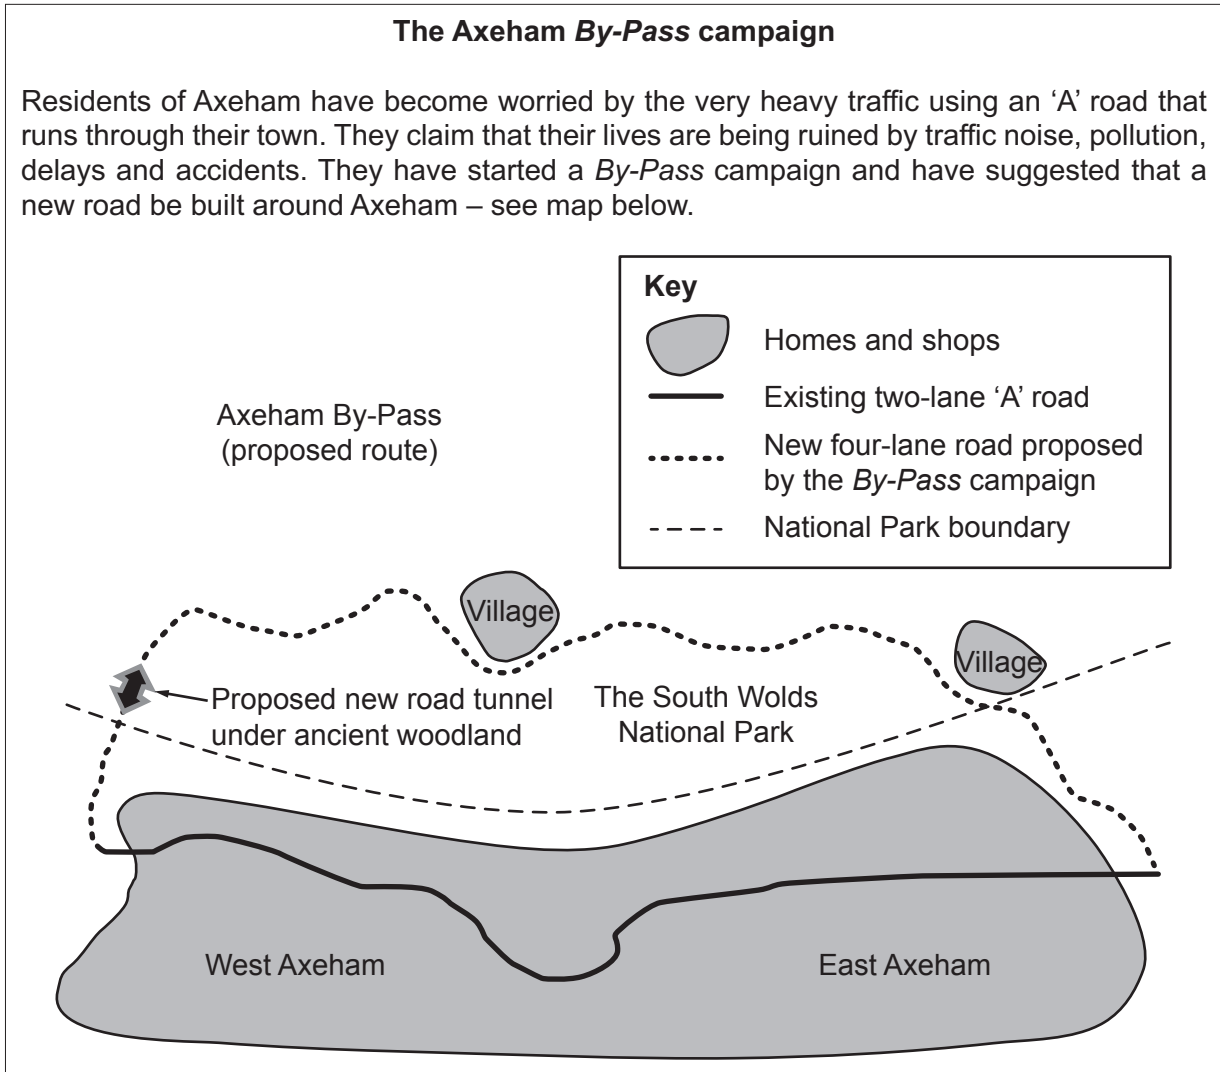 The Axeham By-Pass campaign
Residents of Axeham have become worried by the very heavy traffic using an ‘A’ road that
runs through their town. They claim that their lives are being ruined by traffic noise, pollution,
delays and accidents. They have started a By-Pass campaign and have suggested that a
new road be built around Axeham – see map below.
Key
Homes and shops
Existing two-lane ‘A’ road
New four-lane road proposed
by the By-Pass campaign
National Park boundary
Axeham By-Pass
(proposed route)
Village
Village
Proposed new road tunnel
under ancient woodland
The South Wolds
National Park
West Axeham
East Axeham